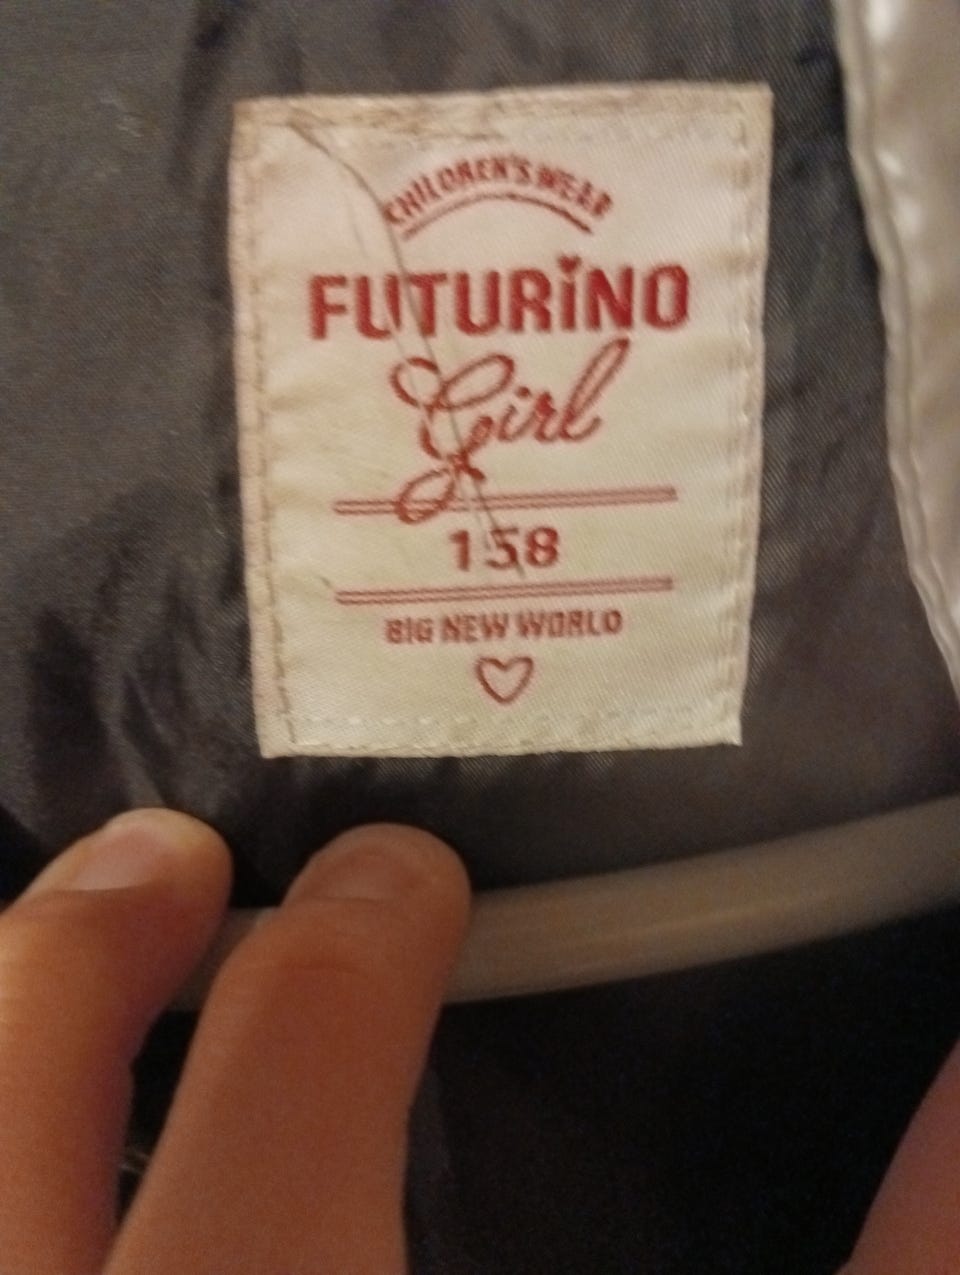 CHILDREN'S WEAR
FUTURiNO
Girl
158
BIG NEW WORLD